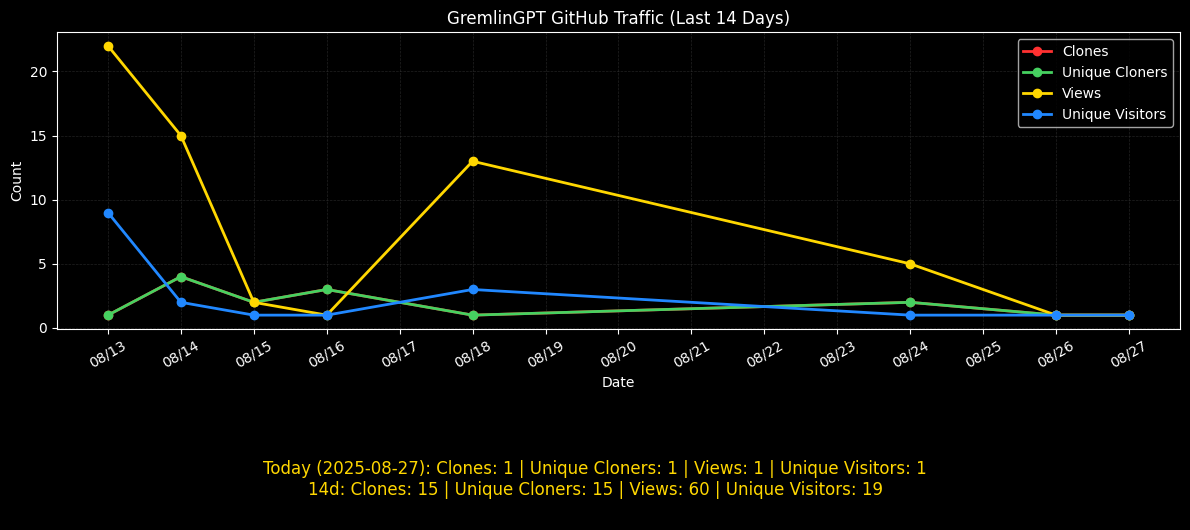 GremlinGPT GitHub Traffic (Last 14 Days)
Clones
Unique Cloners
Views
Unique Visitors
Count
20
15
10
5
0
08/13 08/14 08/15 08/16 08/17 08/18 08/19 08/20 08/21 08/22 08/23 08/24 08/25 08/26 08/27
Date
Today (2025-08-27): Clones: 1 | Unique Cloners: 1 | Views: 1 | Unique Visitors: 1
14d: Clones: 15 | Unique Cloners: 15 | Views: 60 | Unique Visitors: 19